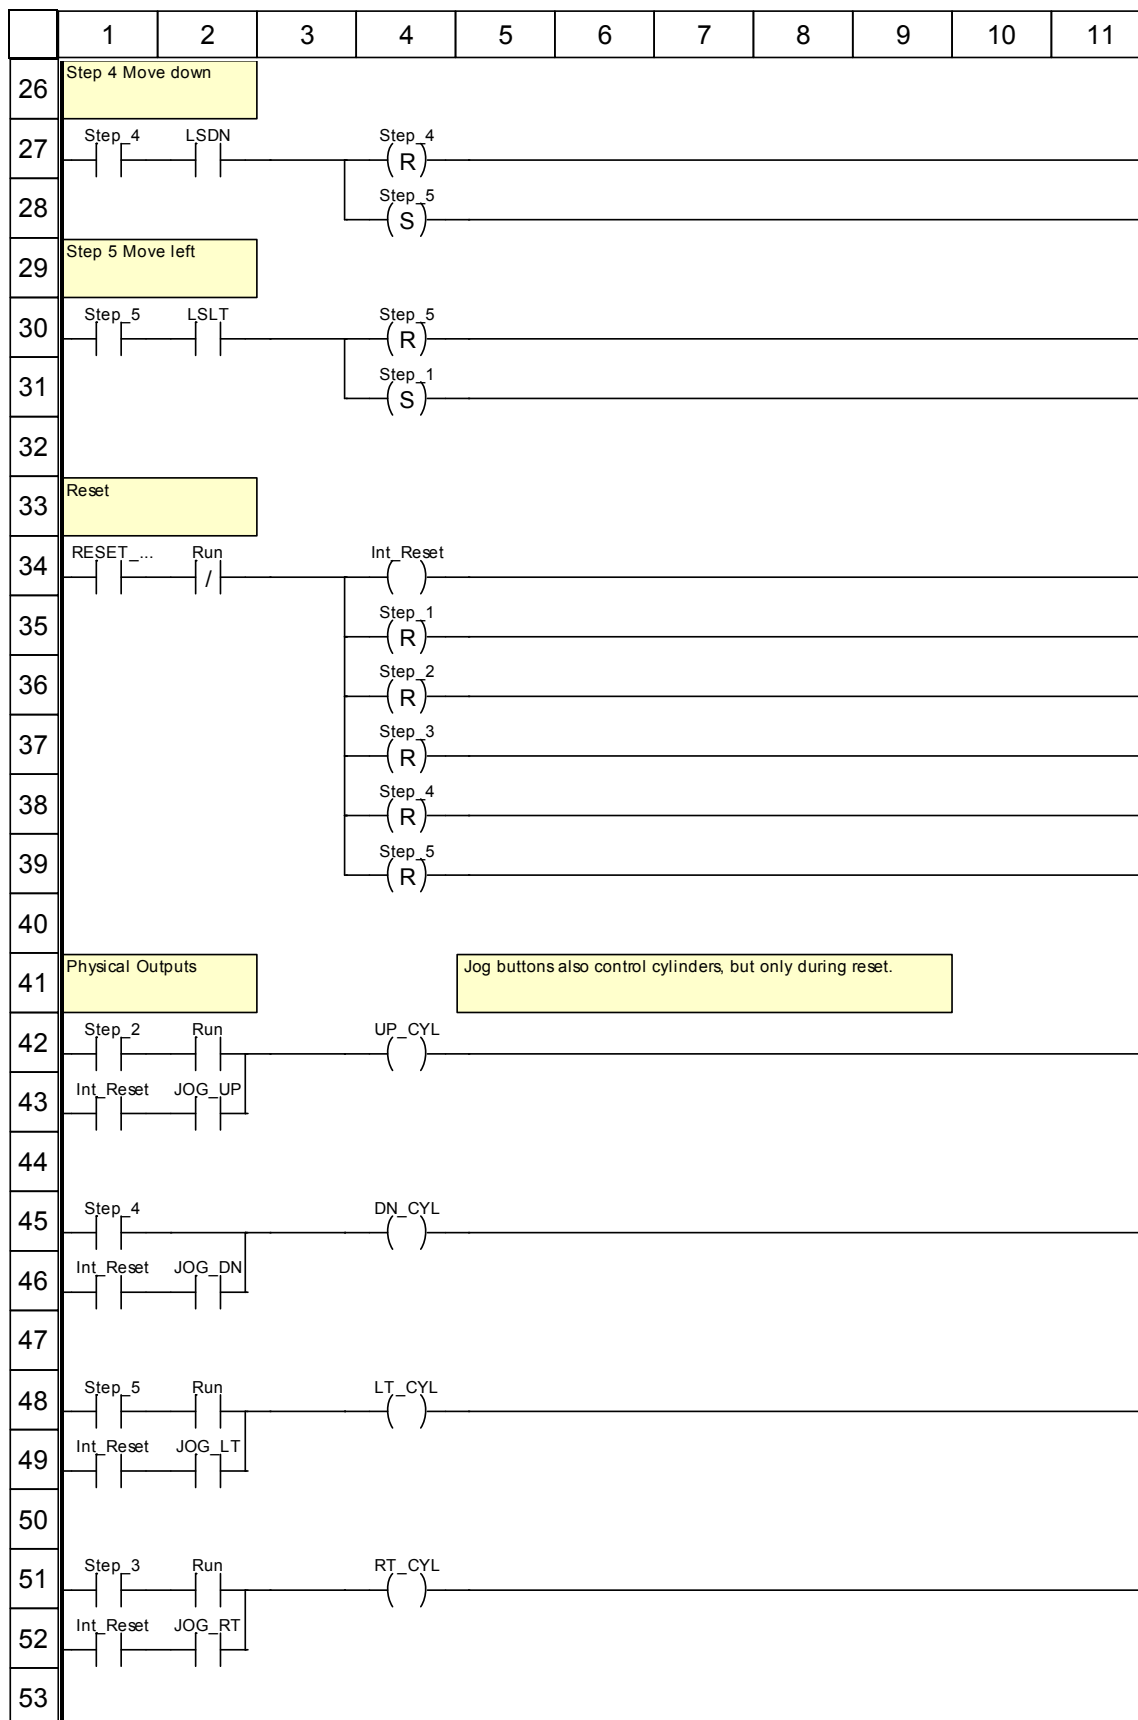 1 2 3 4 5 6 7 8 9 10 11
26 Step 4 Move down
Step_4 LSDN Step_4
27 R
Step_5
28 S
29 Step 5 Move left
Step_5 LSLT Step_5
30 R
Step_1
31 S
32
33 Reset
RESET_... Run Int_Reset
34 /
Step_1
35 R
Step_2
36 R
Step_3
37 R
Step_4
38 R
Step_5
39 R
40
41 Physical Outputs Jog buttons also control cylinders, but only during reset.
Step_2 Run UP_CYL
42
Int_Reset JOG_UP
43
44
Step_4 DN_CYL
45
Int_Reset JOG_DN
46
47
Step_5 Run LT_CYL
48
Int_Reset JOG_LT
49
50
Step_3 Run RT_CYL
51
Int_Reset JOG_RT
52
53